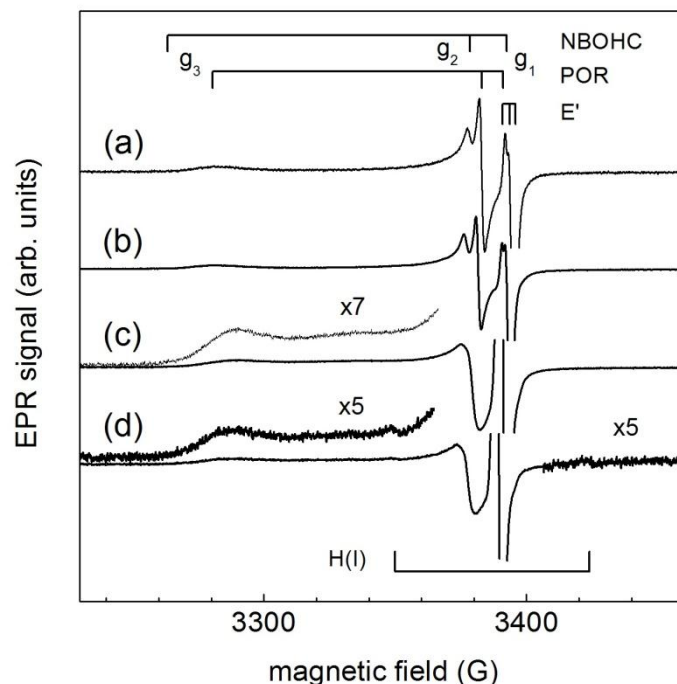 NBOHC
g3 g2 g1
POR
E'
(a)
(b)
x7
(c)
x5
(d) x5
H(I)
3300 3400
magnetic field (G)
EPR signal (arb. units)